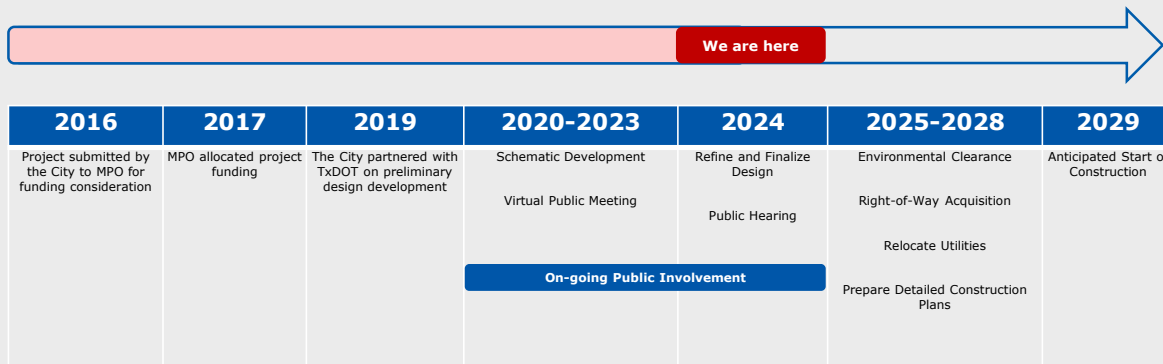 We are here
2016
2017
2019
2020-2023
2024
2025-2028
2029
Project submitted by
the City to MPO for
funding consideration
MPO allocated project
funding
The City partnered with
TxDOT on preliminary
design development
Schematic Development
Virtual Public Meeting
Refine and Finalize
Design
Public Hearing
On-going Public Involvement
Environmental Clearance
Right-of-Way Acquisition
Relocate Utilities
Prepare Detailed Construction
Plans
Anticipated Start o
Construction